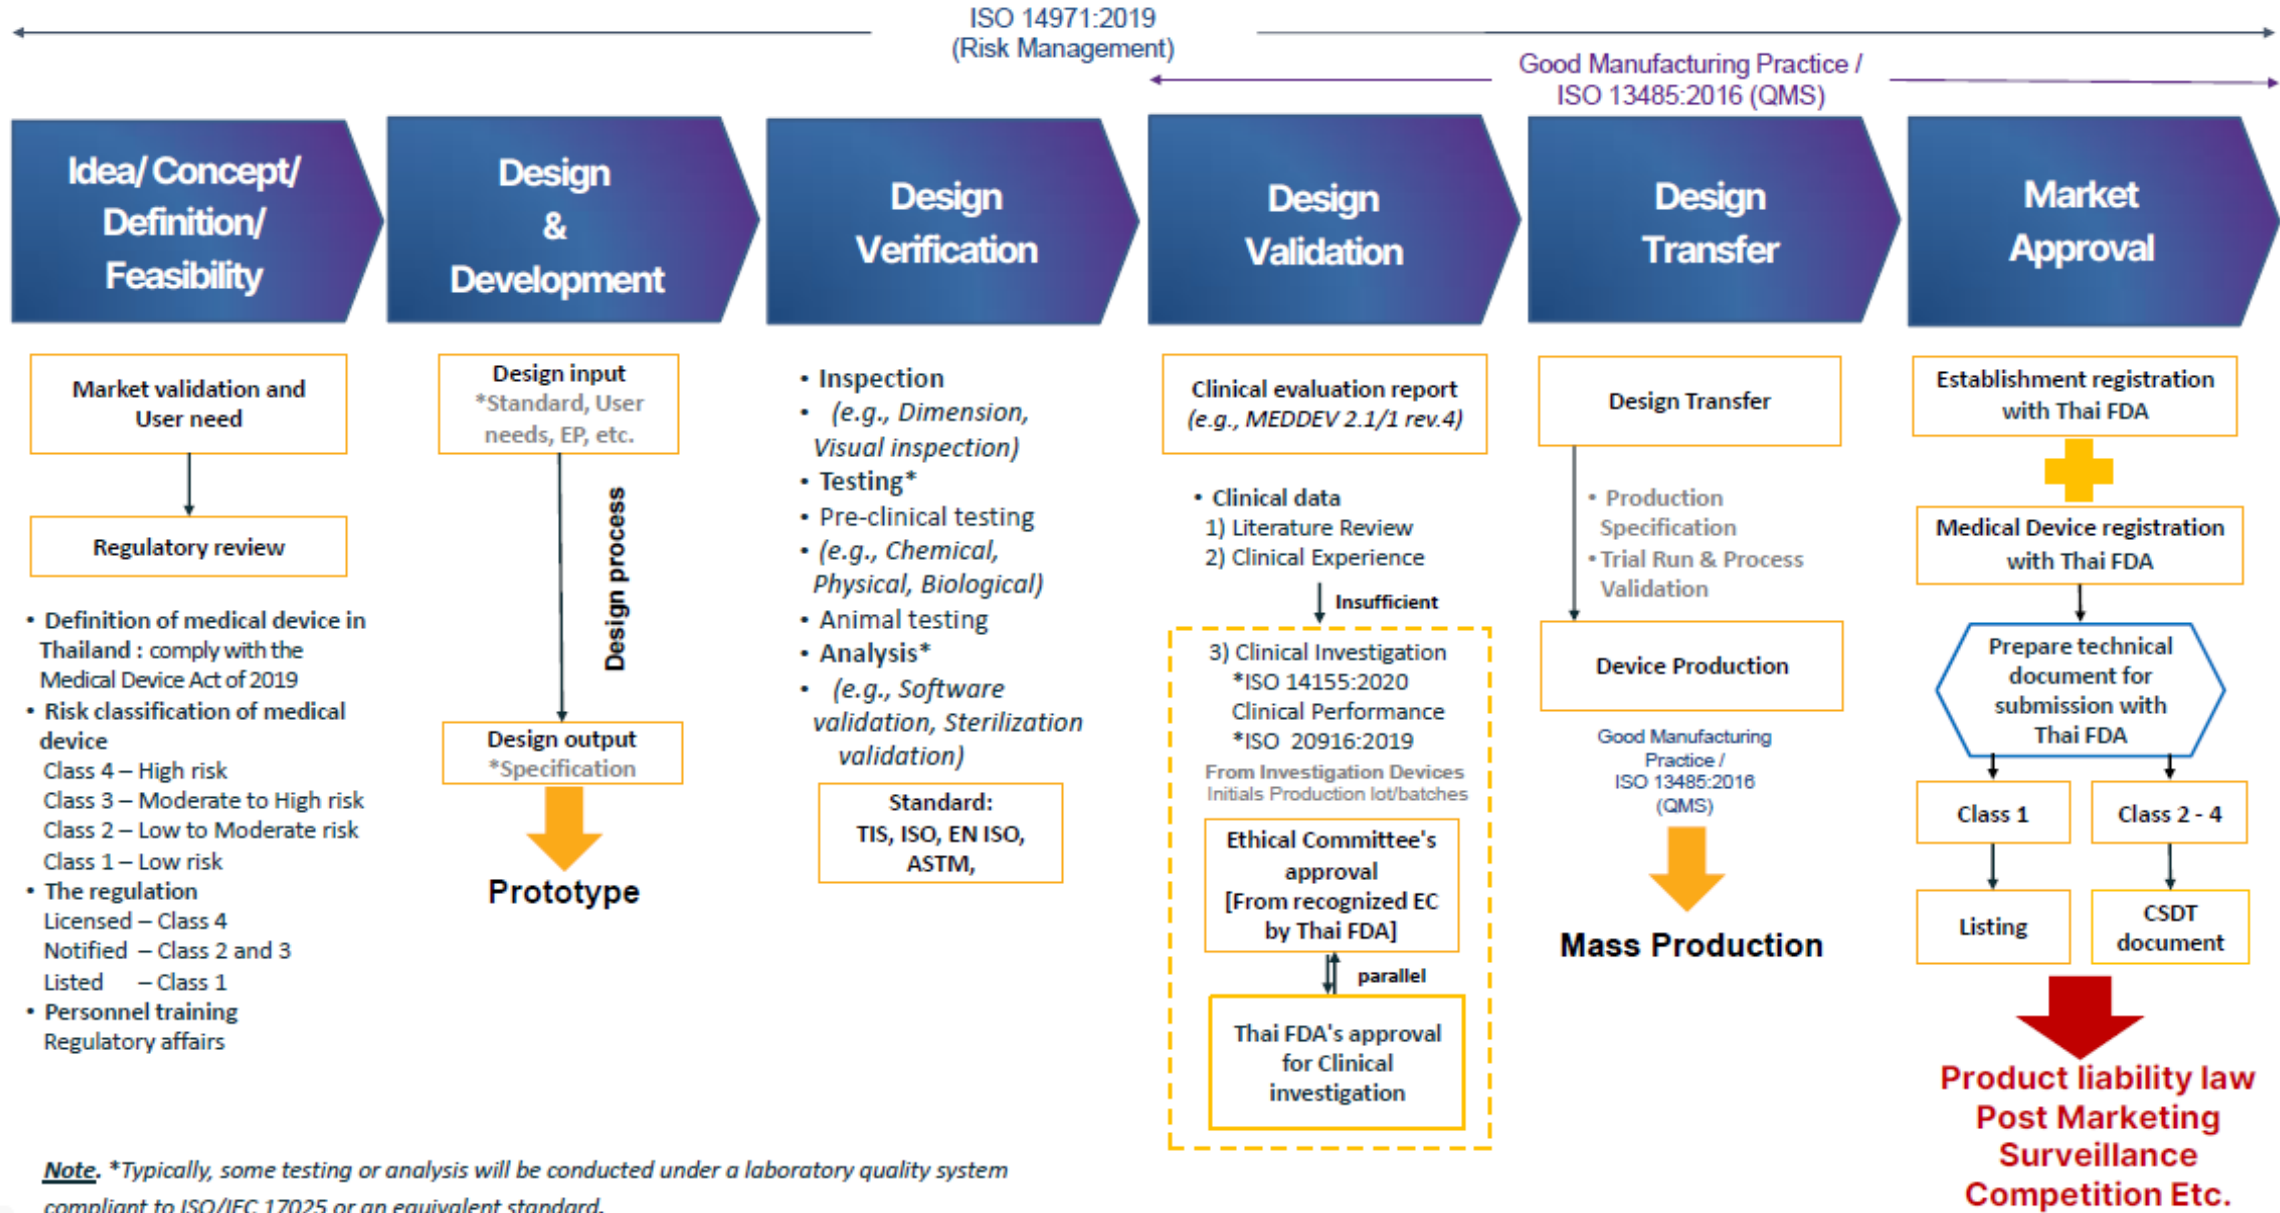 ISO 14971:2019
(Risk Management)
Good Manufacturing Practice /
ISO 13485:2016 (QMS)
Idea/ Concept/
Definition/
Feasibility
Design
&
Development
Design
Verification
Design
Validation
Design
Transfer
Market
Approval
Market validation and
User need
Regulatory review
• Definition of medical device in
Thailand : comply with the
Medical Device Act of 2019
• Risk classification of medical
device
Class 4 – High risk
Class 3 – Moderate to High risk
Class 2 – Low to Moderate risk
Class 1 – Low risk
• The regulation
Licensed – Class 4
Notified – Class 2 and 3
Listed – Class 1
• Personnel training
Regulatory affairs
Design input
*Standard, User
needs, EP, etc.
Design process
Design output
*Specification
Prototype
• Inspection
• (e.g., Dimension,
Visual inspection)
• Testing*
• Pre-clinical testing
• (e.g., Chemical,
Physical, Biological)
• Animal testing
• Analysis*
• (e.g., Software
validation, Sterilization
validation)
Standard:
TIS, ISO, EN ISO,
ASTM,
Clinical evaluation report
(e.g., MEDDEV 2.1/1 rev.4)
• Clinical data
1) Literature Review
2) Clinical Experience
Insufficient
3) Clinical Investigation
*ISO 14155:2020
Clinical Performance
*ISO 20916:2019
From Investigation Devices
Initials Production lot/batches
Ethical Committee's
approval
[From recognized EC
by Thai FDA]
parallel
Thai FDA's approval
for Clinical
investigation
Design Transfer
• Production
Specification
• Trial Run & Process
Validation
Device Production
Good Manufacturing
Practice /
ISO 13485:2016
(QMS)
Mass Production
Establishment registration
with Thai FDA
Medical Device registration
with Thai FDA
Prepare technical
document for
submission with
Thai FDA
Class 1
Class 2 - 4
Listing
CSDT
document
Product liability law
Post Marketing
Surveillance
Competition Etc.
Note. *Typically, some testing or analysis will be conducted under a laboratory quality system
compliant to ISO/IEC 17025 or an equivalent standard.